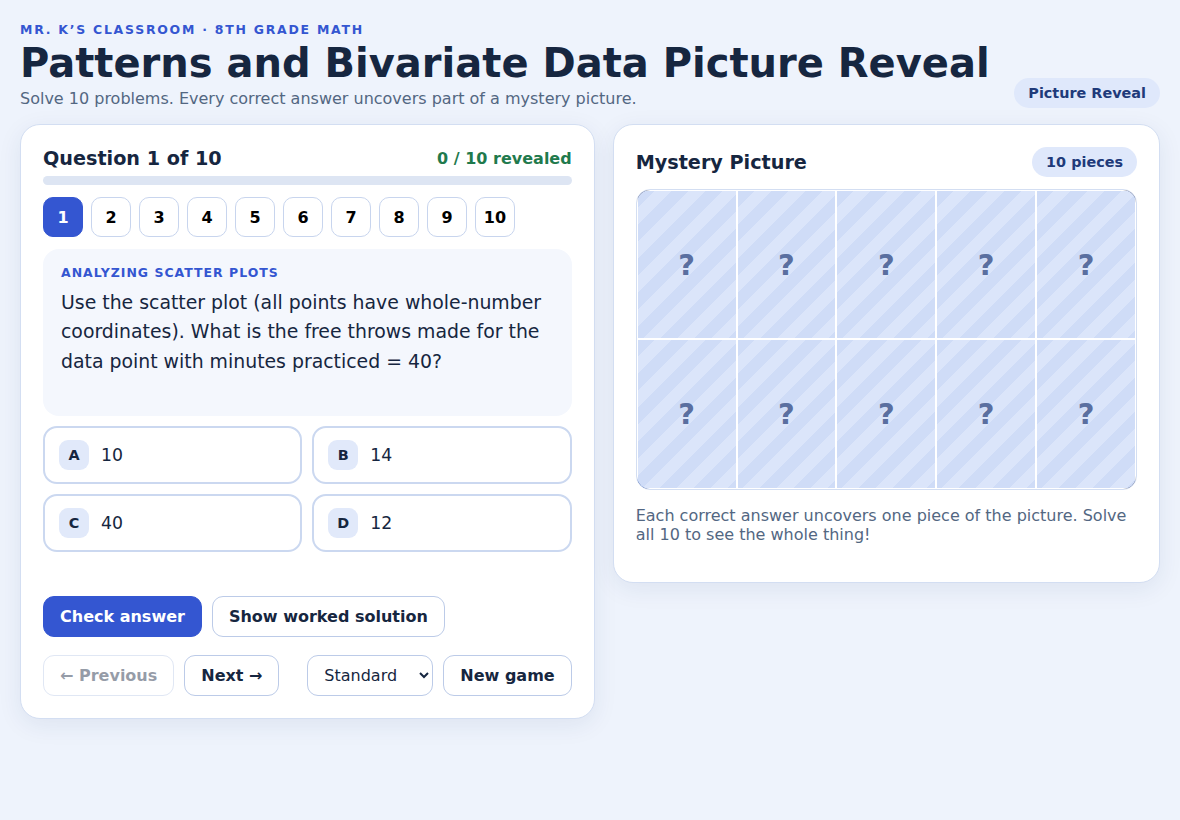 MR. K’S CLASSROOM · 8TH GRADE MATH
Patterns and Bivariate Data Picture Reveal
Solve 10 problems. Every correct answer uncovers part of a mystery picture.
Picture Reveal
Question 1 of 10
0 / 10 revealed
1 2 3 4 5 6 7 8 9 10
ANALYZING SCATTER PLOTS
Use the scatter plot (all points have whole-number
coordinates). What is the free throws made for the
data point with minutes practiced = 40?
A 10
B 14
C 40
D 12
Check answer
Show worked solution
← Previous
Next →
Standard
New game
Mystery Picture
10 pieces
? ? ? ? ?
? ? ? ? ?
Each correct answer uncovers one piece of the picture. Solve
all 10 to see the whole thing!